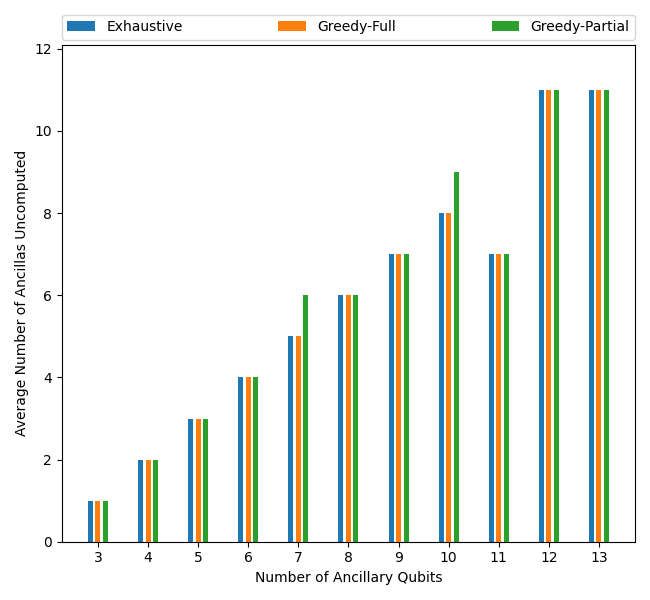 Exhaustive Greedy-Full Greedy-Partial
12
10
8
6
4
2
0
Average Number of Ancillas Uncomputed
3 4 5 6 7 8 9 10 11 12 13
Number of Ancillary Qubits